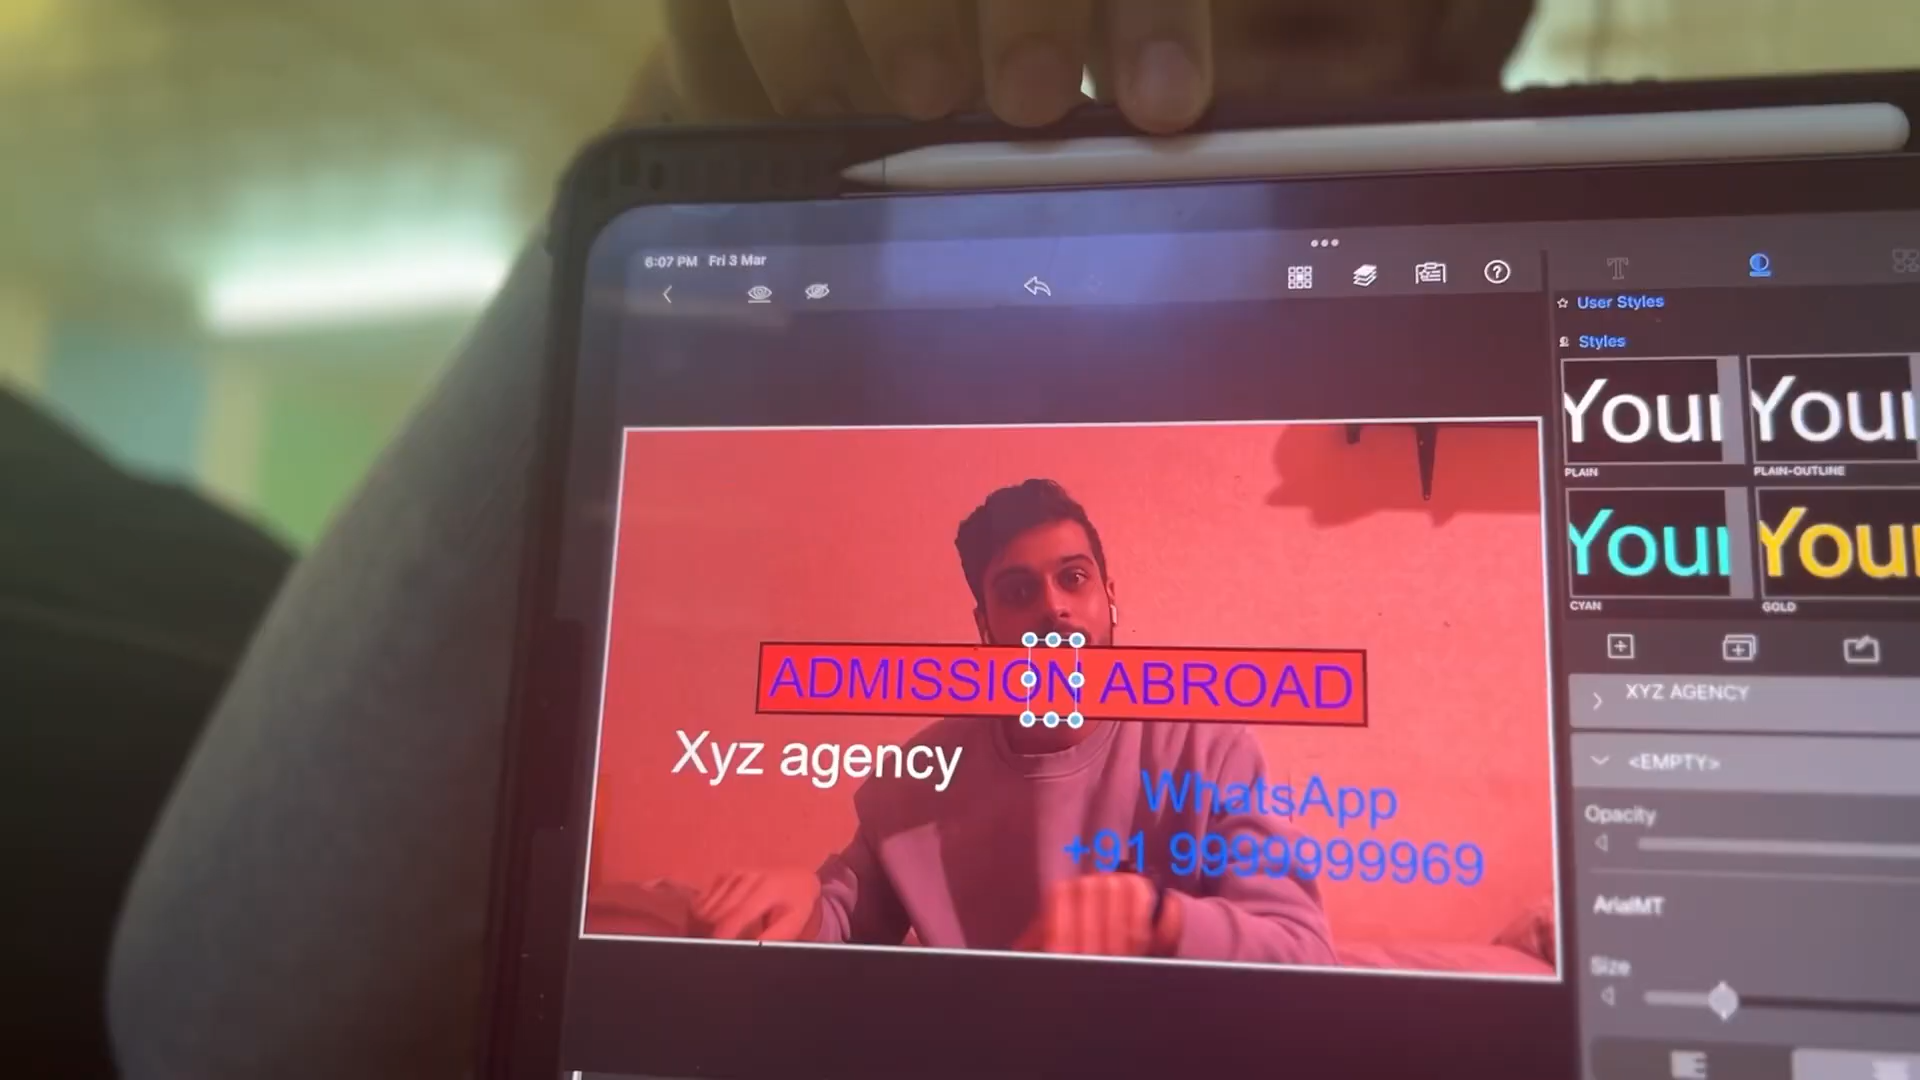 6:07 PM Fri 3 Mar
User Styles
Styles
Your
Your
PLAIN
PLAIN-OUTLINE
Your
Your
CYAN
GOLD
ADMISSION ABROAD
Xyz agency
WhatsApp
+91 9999999969
XYZ AGENCY
<EMPTY>
Opacity
ArialMT
Size